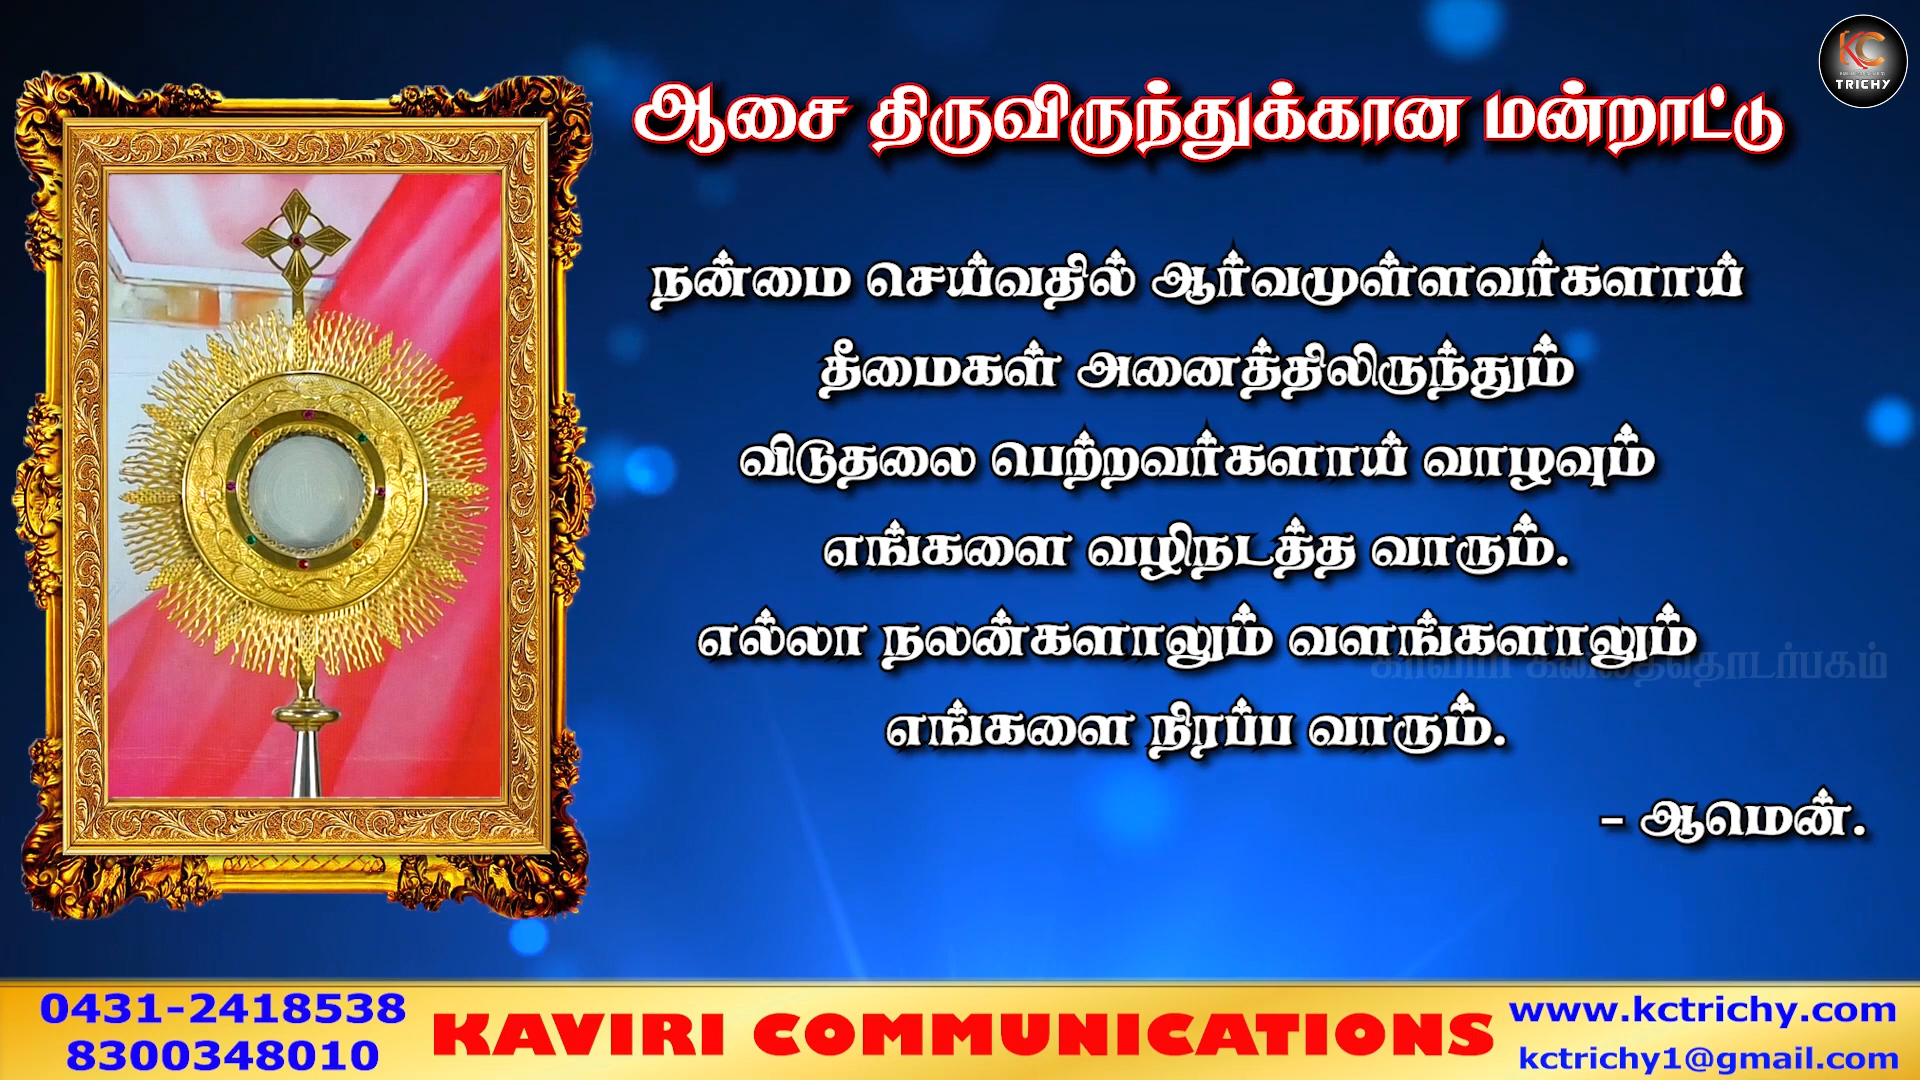 KC
TRICHY
ஆசை திருவிருந்துக்கான மன்றாட்டு
நன்மை செய்வதில் ஆர்வமுள்ளவர்களாய்
தீமைகள் அனைத்திலிருந்தும்
விடுதலை பெற்றவர்களாய் வாழவும்
எங்களை வழிநடத்த வாரும்.
எல்லா நலன்களாலும் வளங்களாலும்
எங்களை நிரப்ப வாரும்.
- ஆமென்.
0431-2418538
8300348010
KAVIRI COMMUNICATIONS
www.kctrichy.com
kctrichy1@gmail.com